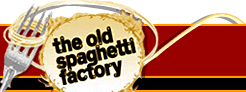 the old
spaghetti
factory